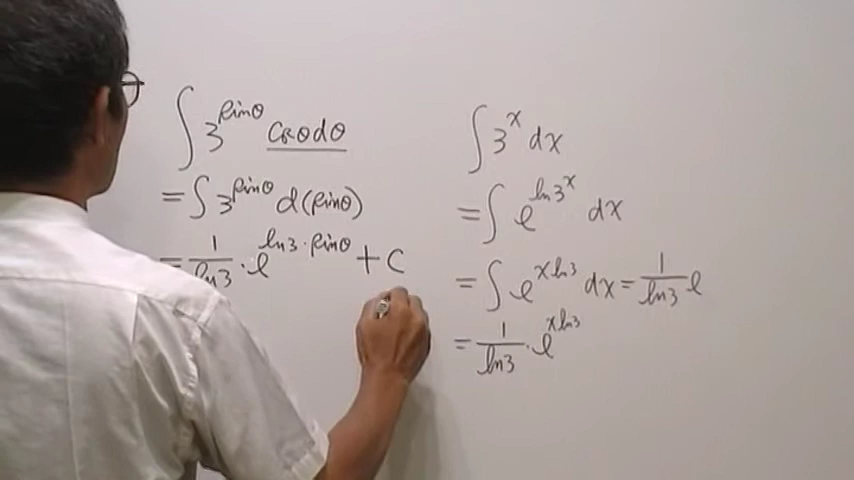 ∫ 3^sinθ cosθdθ
= ∫ 3^sinθ d(sinθ)
= 1/ln3 · e^ln3·sinθ + C
∫ 3^x dx
= ∫ e^ln3^x dx
= ∫ e^xln3 dx = 1/ln3 e
= 1/ln3 · e^xln3